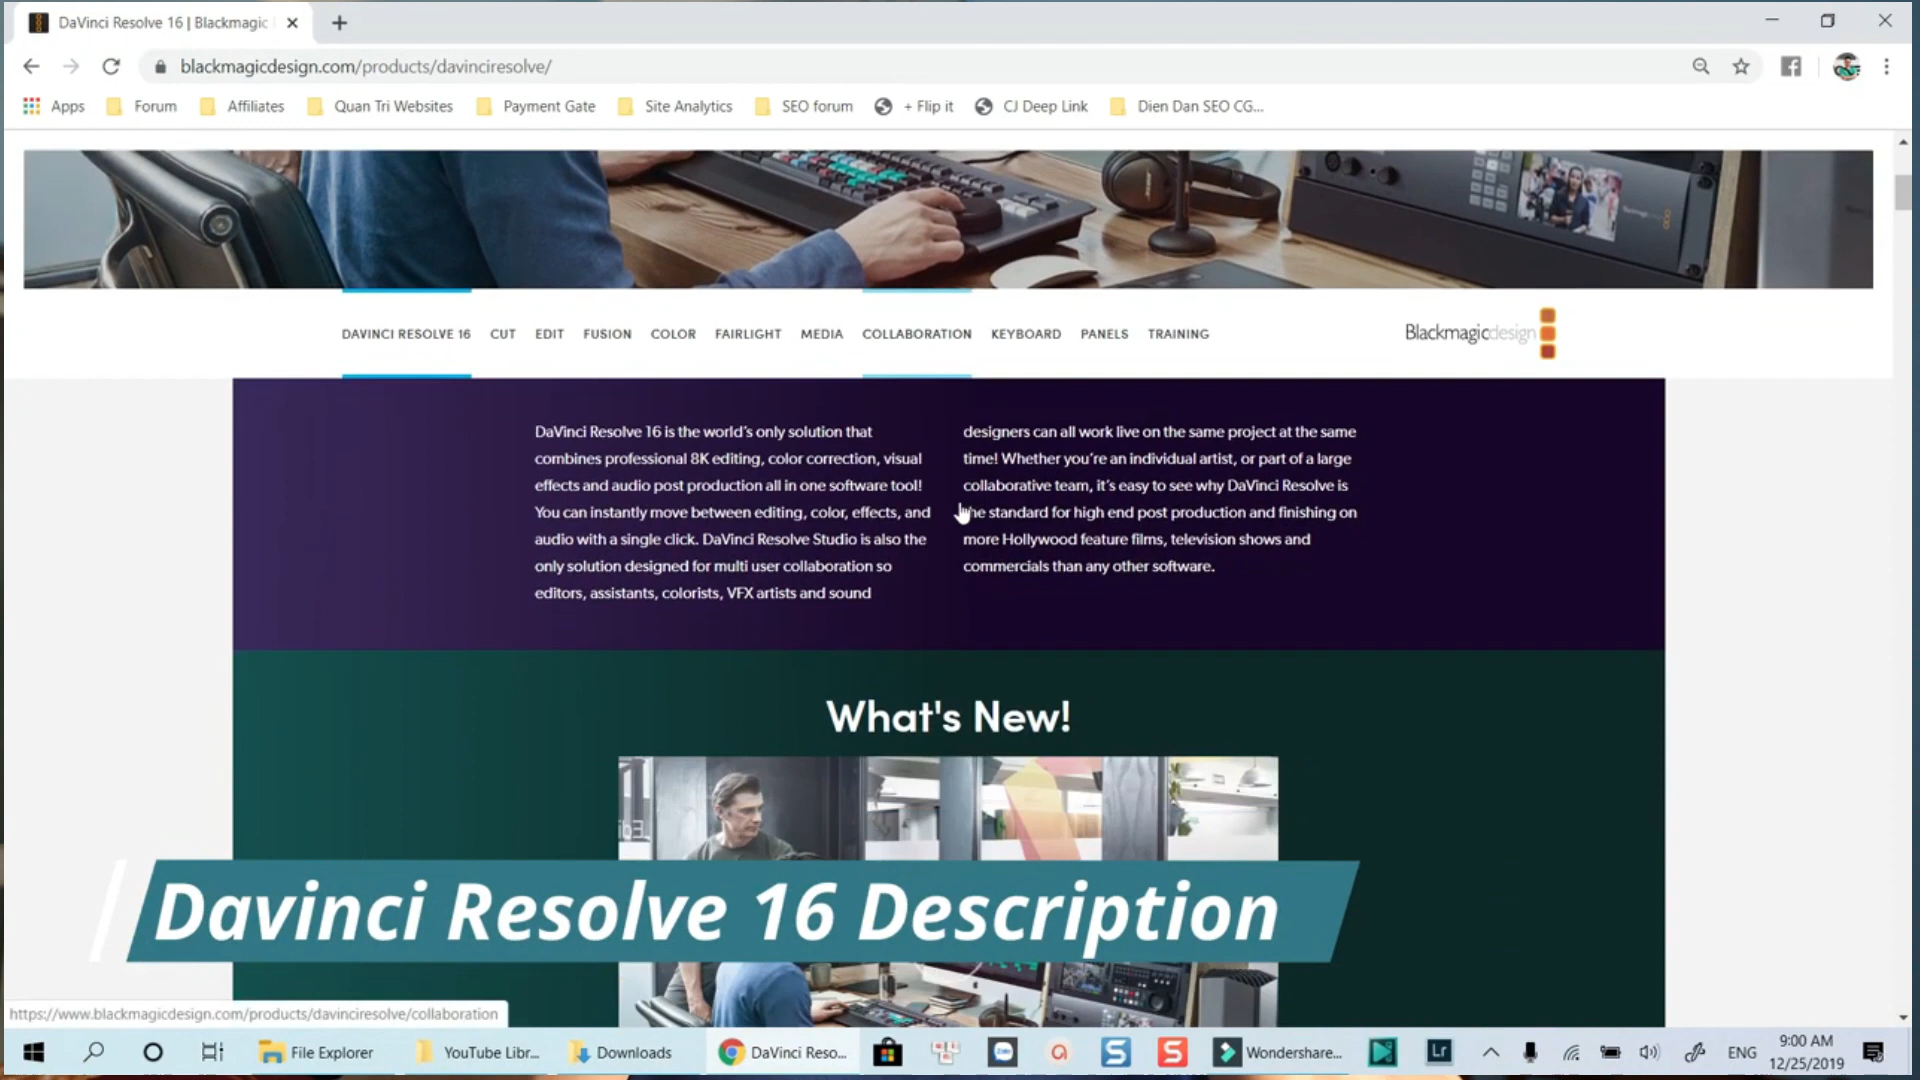 DaVinci Resolve 16 | Blackmagic
blackmagicdesign.com/products/davinciresolve/
Apps Forum Affiliates Quan Tri Websites Payment Gate Site Analytics SEO forum + Flip it CJ Deep Link Dien Dan SEO CG...
DAVINCI RESOLVE 16 CUT EDIT FUSION COLOR FAIRLIGHT MEDIA COLLABORATION KEYBOARD PANELS TRAINING
Blackmagicdesign
DaVinci Resolve 16 is the world's only solution that
combines professional 8K editing, color correction, visual
effects and audio post production all in one software tool!
You can instantly move between editing, color, effects, and
audio with a single click. DaVinci Resolve Studio is also the
only solution designed for multi user collaboration so
editors, assistants, colorists, VFX artists and sound
designers can all work live on the same project at the same
time! Whether you're an individual artist, or part of a large
collaborative team, it's easy to see why DaVinci Resolve is
the standard for high end post production and finishing on
more Hollywood feature films, television shows and
commercials than any other software.
What's New!
Davinci Resolve 16 Description
https://www.blackmagicdesign.com/products/davinciresolve/collaboration
File Explorer YouTube Libr... Downloads DaVinci Reso... Wondershare... Lr ENG
9:00 AM
12/25/2019